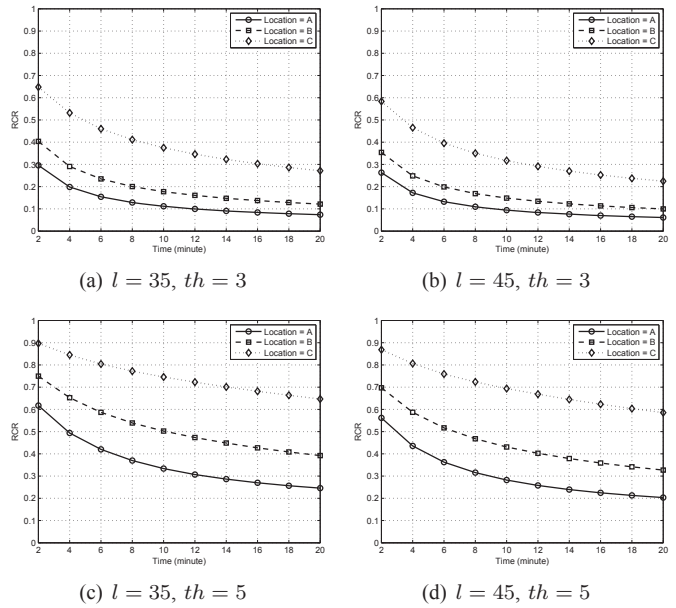 1
0.9
0.8
0.7
0.6
0.5
0.4
0.3
0.2
0.1
0
RCR
2 4 6 8 10 12 14 16 18 20
Time (minute)
Location = A
Location = B
Location = C
(a) l = 35, th = 3
1
0.9
0.8
0.7
0.6
0.5
0.4
0.3
0.2
0.1
0
RCR
2 4 6 8 10 12 14 16 18 20
Time (minute)
Location = A
Location = B
Location = C
(b) l = 45, th = 3
1
0.9
0.8
0.7
0.6
0.5
0.4
0.3
0.2
0.1
0
RCR
2 4 6 8 10 12 14 16 18 20
Time (minute)
Location = A
Location = B
Location = C
(c) l = 35, th = 5
1
0.9
0.8
0.7
0.6
0.5
0.4
0.3
0.2
0.1
0
RCR
2 4 6 8 10 12 14 16 18 20
Time (minute)
Location = A
Location = B
Location = C
(d) l = 45, th = 5